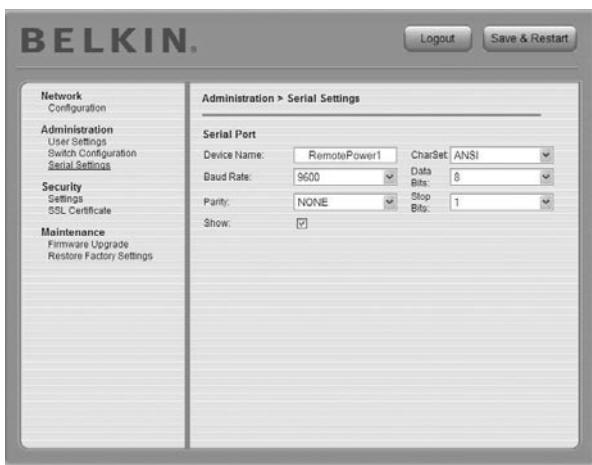 BELKIN.
Logout
Save & Restart
Network
Configuration
Administration
User Settings
Switch Configuration
Serial Settings
Security
Settings
SSL Certificate
Maintenance
Firmware Upgrade
Restore Factory Settings
Administration > Serial Settings
Serial Port
Device Name: RemotePower1 CharSet ANSI
Baud Rate: 9600 Data Bits: 8
Parity: NONE Stop Bits: 1
Show: